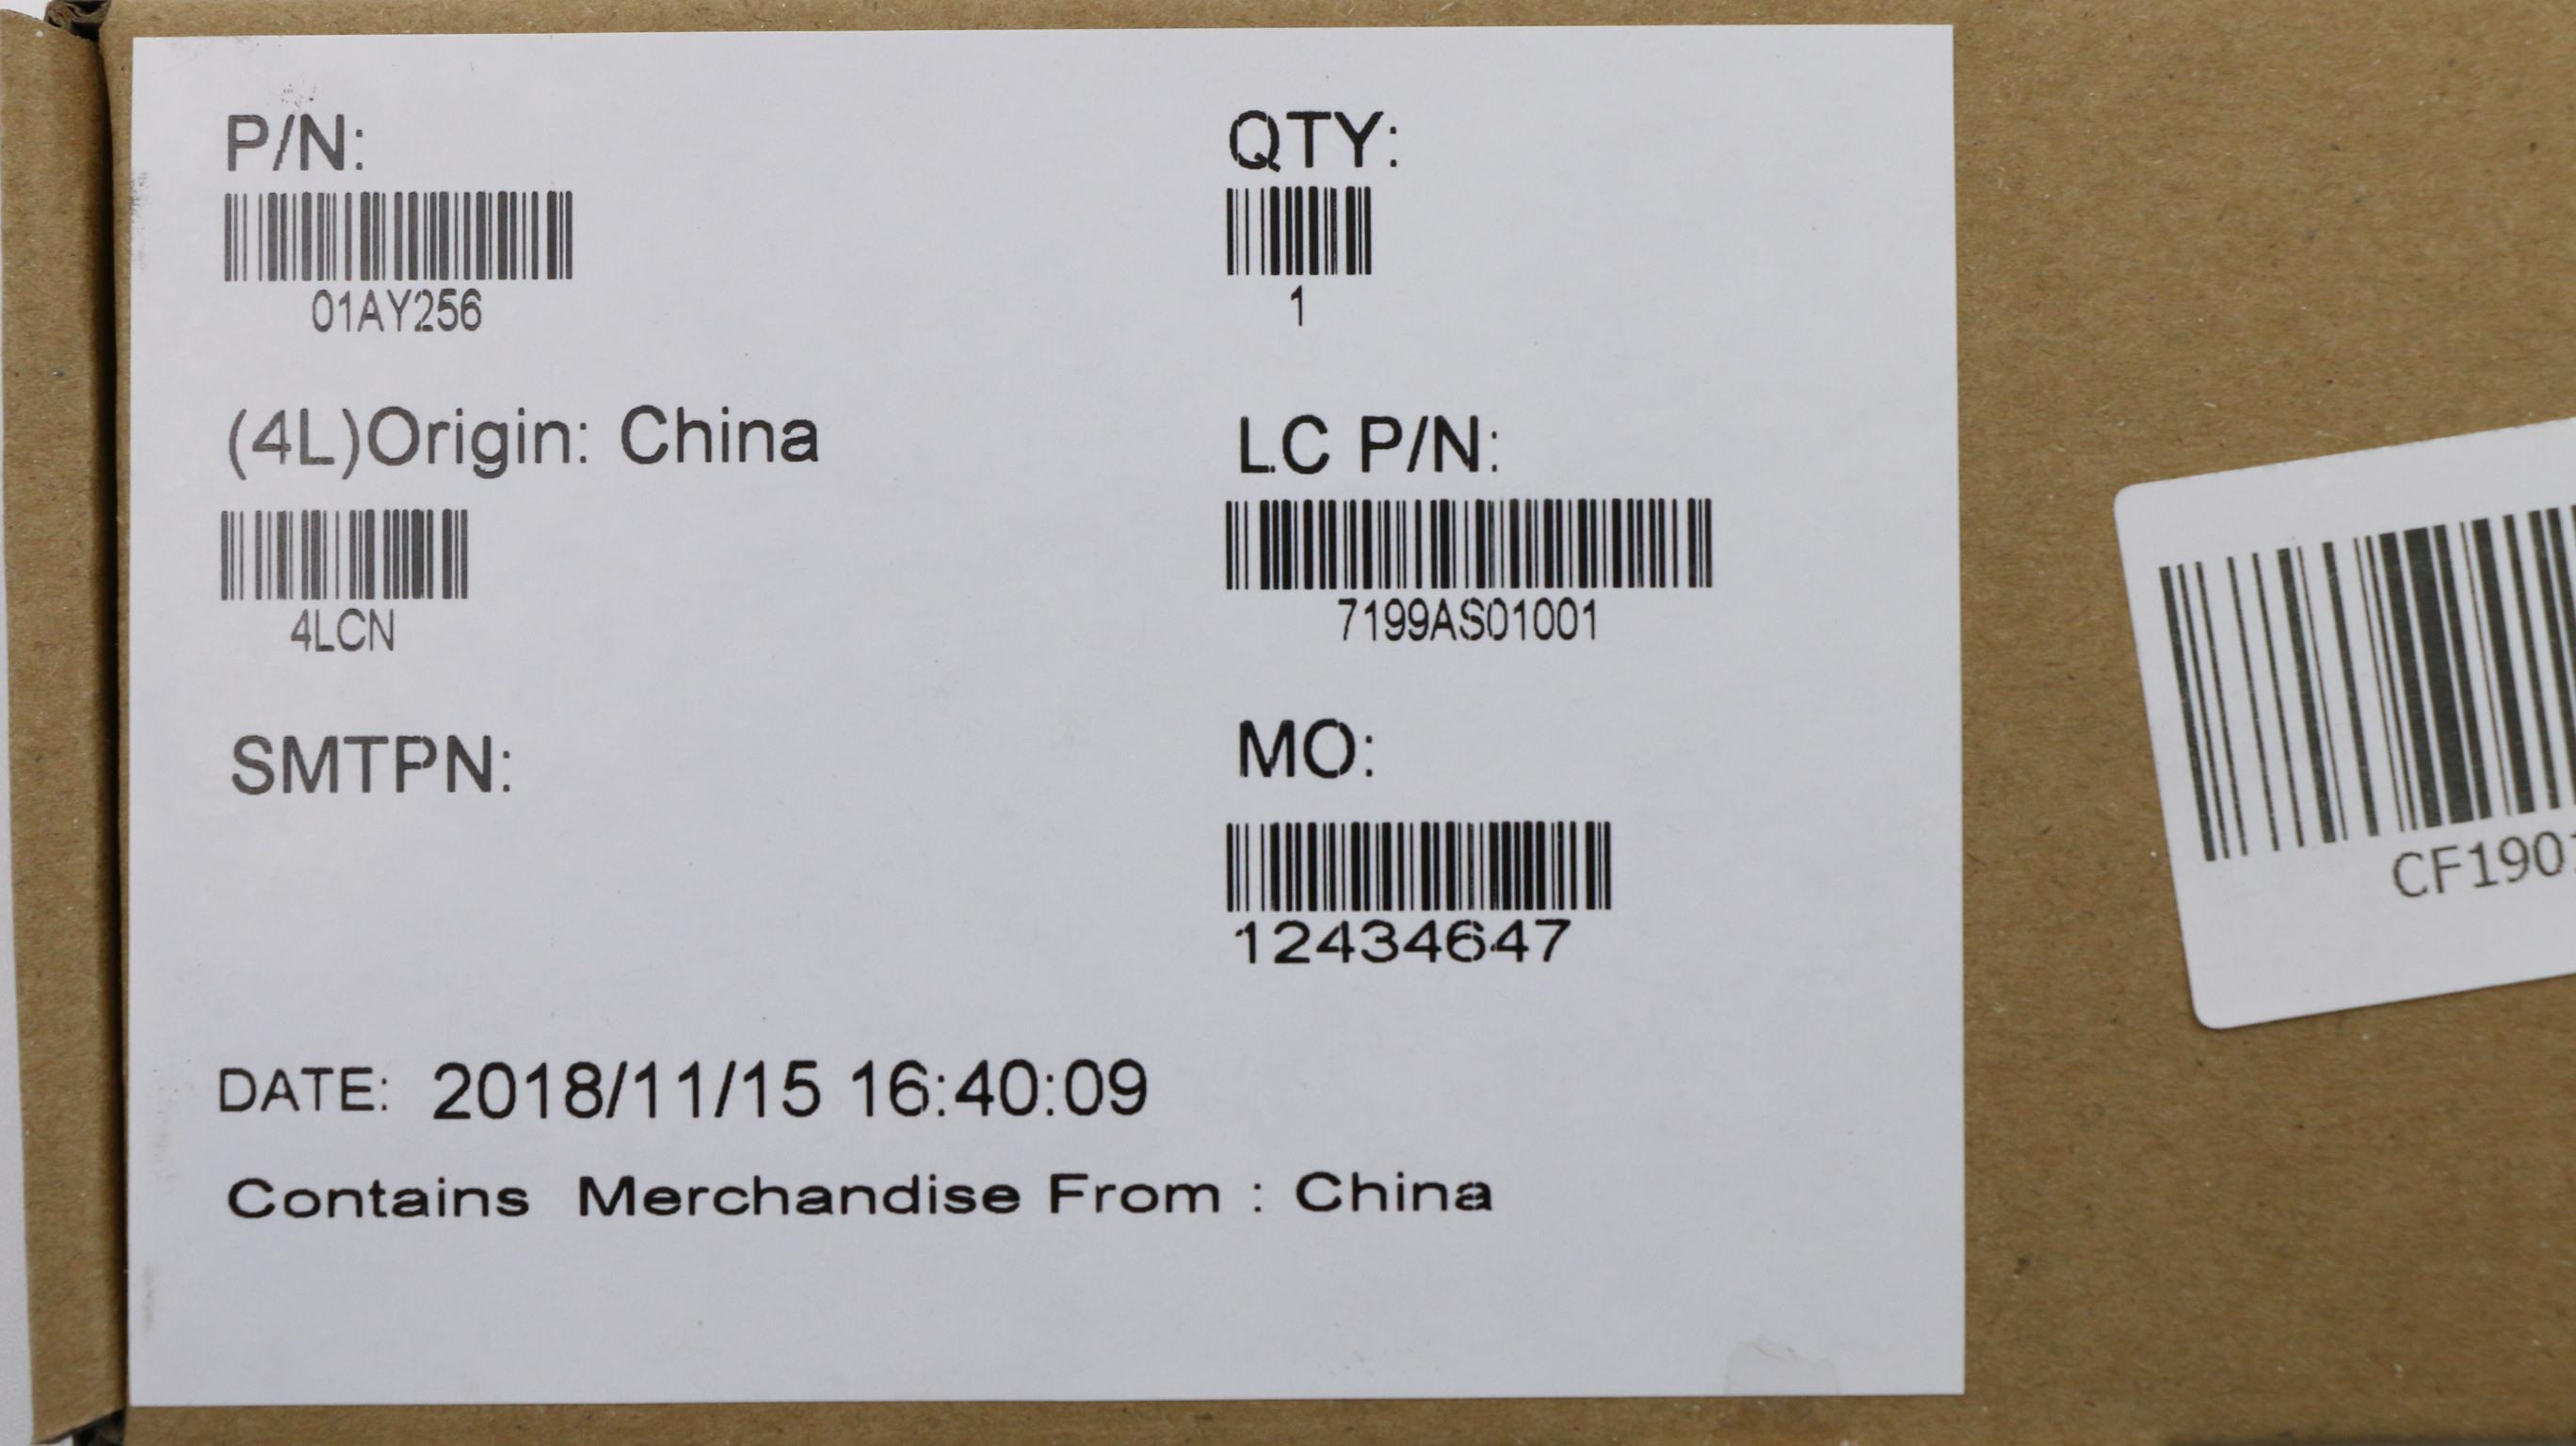 P/N:
01AY256
QTY:
1
(4L)Origin: China
4LCN
LC P/N:
7199AS01001
SMTPN:
MO:
12434647
DATE: 2018/11/15 16:40:09
Contains Merchandise From : China
CF190